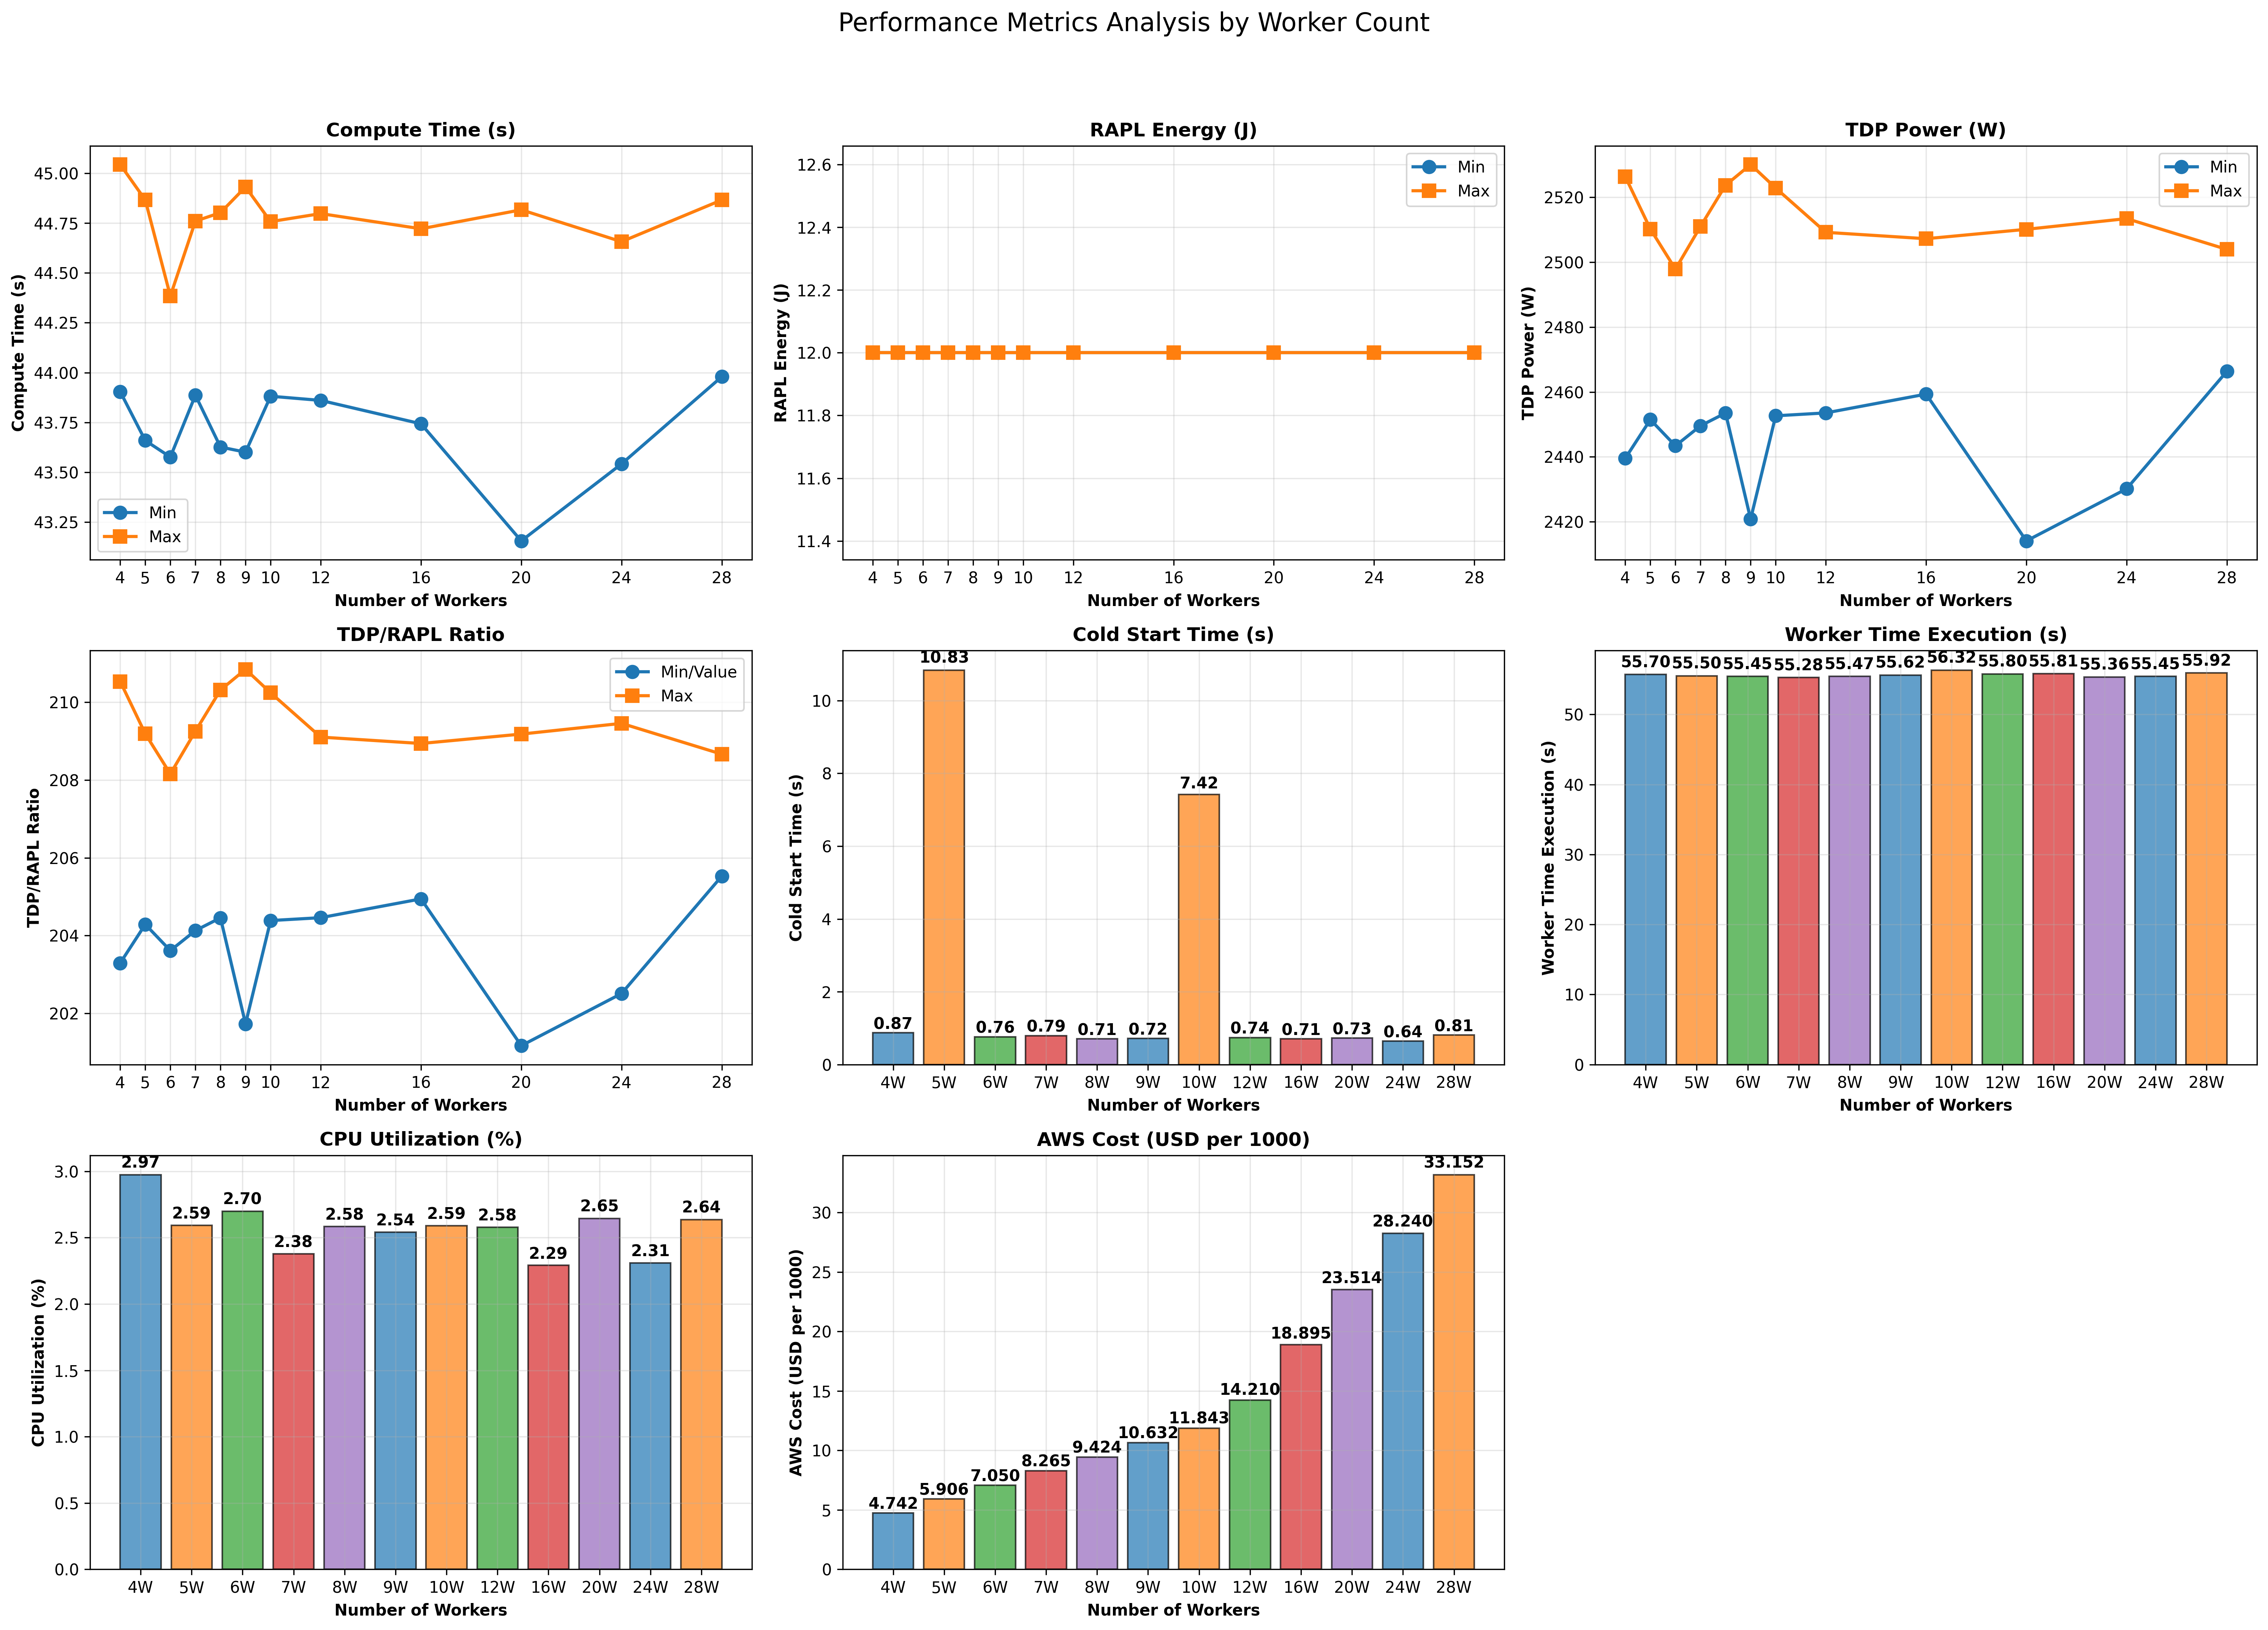 Performance Metrics Analysis by Worker Count
Compute Time (s)
Compute Time (s)
45.00
44.75
44.50
44.25
44.00
43.75
43.50
43.25
Min
Max
4 5 6 7 8 9 10 12 16 20 24 28
Number of Workers
RAPL Energy (J)
RAPL Energy (J)
12.6
12.4
12.2
12.0
11.8
11.6
11.4
Min
Max
4 5 6 7 8 9 10 12 16 20 24 28
Number of Workers
TDP Power (W)
TDP Power (W)
2520
2500
2480
2460
2440
2420
Min
Max
4 5 6 7 8 9 10 12 16 20 24 28
Number of Workers
TDP/RAPL Ratio
TDP/RAPL Ratio
210
208
206
204
202
Min/Value
Max
4 5 6 7 8 9 10 12 16 20 24 28
Number of Workers
Cold Start Time (s)
Cold Start Time (s)
10
8
6
4
2
0
0.87 10.83 0.76 0.79 0.71 0.72 7.42 0.74 0.71 0.73 0.64 0.81
4W 5W 6W 7W 8W 9W 10W 12W 16W 20W 24W 28W
Number of Workers
Worker Time Execution (s)
Worker Time Execution (s)
50
40
30
20
10
0
55.70 55.50 55.45 55.28 55.47 55.62 56.32 55.80 55.81 55.36 55.45 55.92
4W 5W 6W 7W 8W 9W 10W 12W 16W 20W 24W 28W
Number of Workers
CPU Utilization (%)
CPU Utilization (%)
3.0
2.5
2.0
1.5
1.0
0.5
0.0
2.97 2.59 2.70 2.38 2.58 2.54 2.59 2.58 2.29 2.65 2.31 2.64
4W 5W 6W 7W 8W 9W 10W 12W 16W 20W 24W 28W
Number of Workers
AWS Cost (USD per 1000)
AWS Cost (USD per 1000)
30
25
20
15
10
5
0
4.742 5.906 7.050 8.265 9.424 10.632 11.843 14.210 18.895 23.514 28.240 33.152
4W 5W 6W 7W 8W 9W 10W 12W 16W 20W 24W 28W
Number of Workers